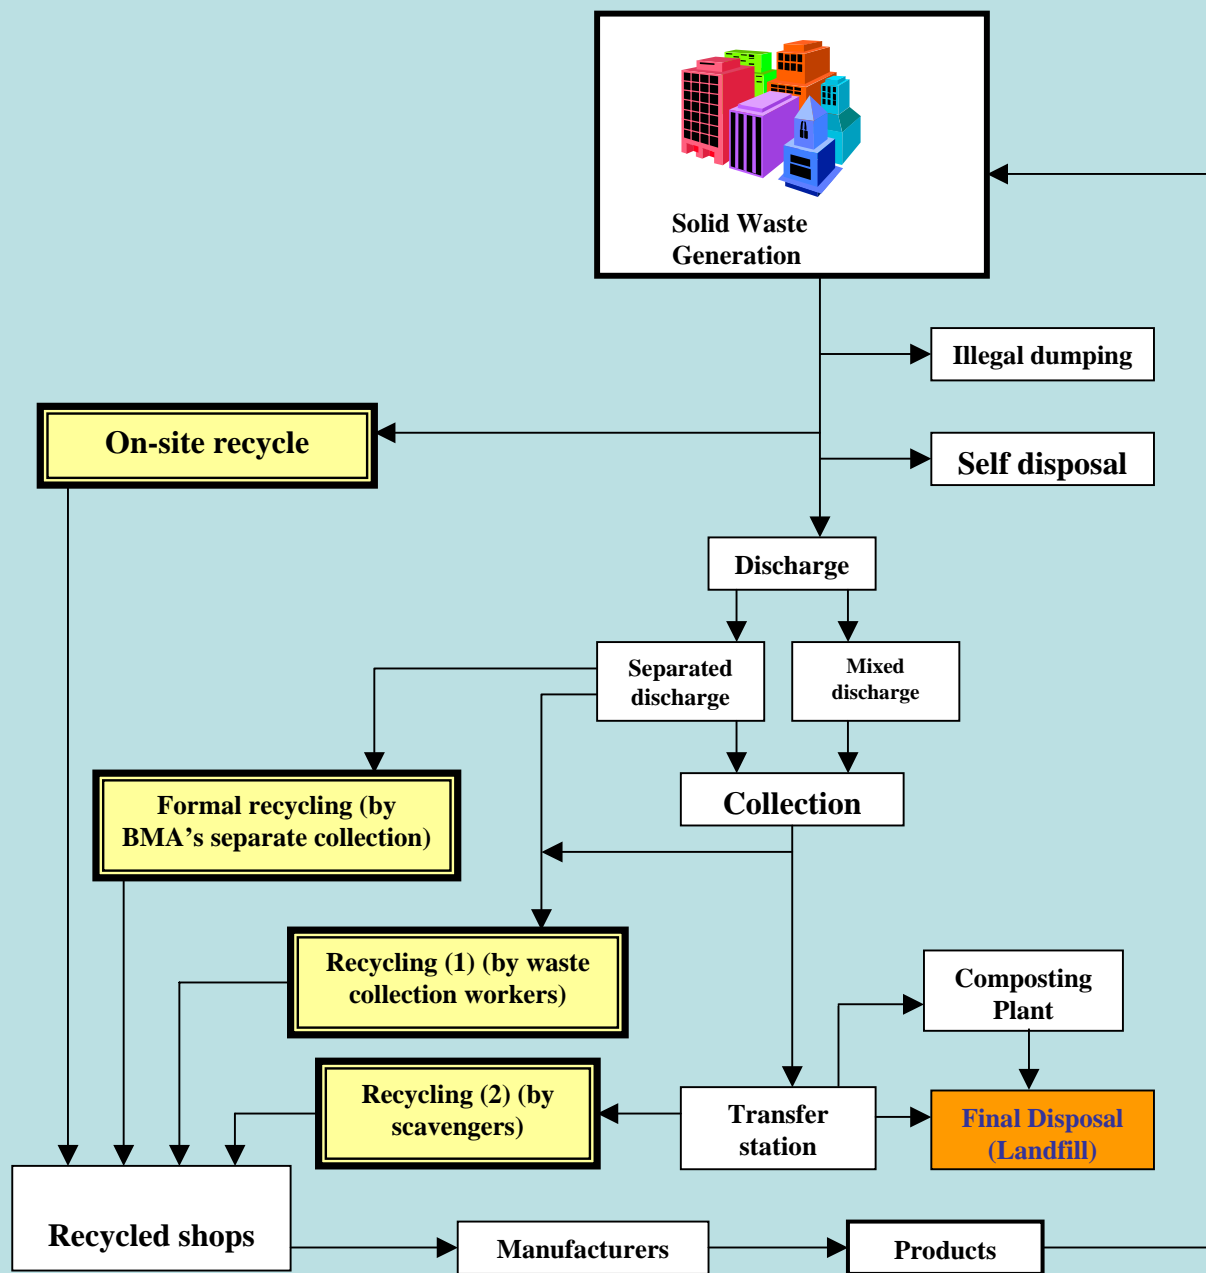 Solid Waste
Generation
Illegal dumping
On-site recycle
Self disposal
Discharge
Separated
discharge
Mixed
discharge
Formal recycling (by
BMA’s separate collection)
Collection
Recycling (1) (by waste
collection workers)
Composting
Plant
Recycling (2) (by
scavengers)
Transfer
station
Final Disposal
(Landfill)
Recycled shops
Manufacturers
Products